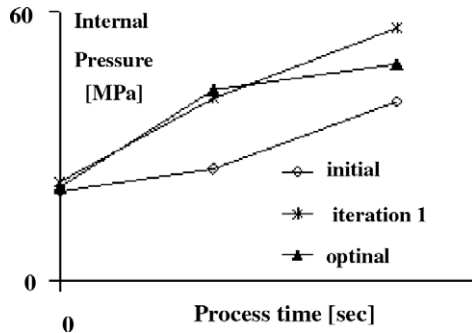 60
Internal
Pressure
[MPa]
initial
iteration 1
optinal
0
0
Process time [sec]